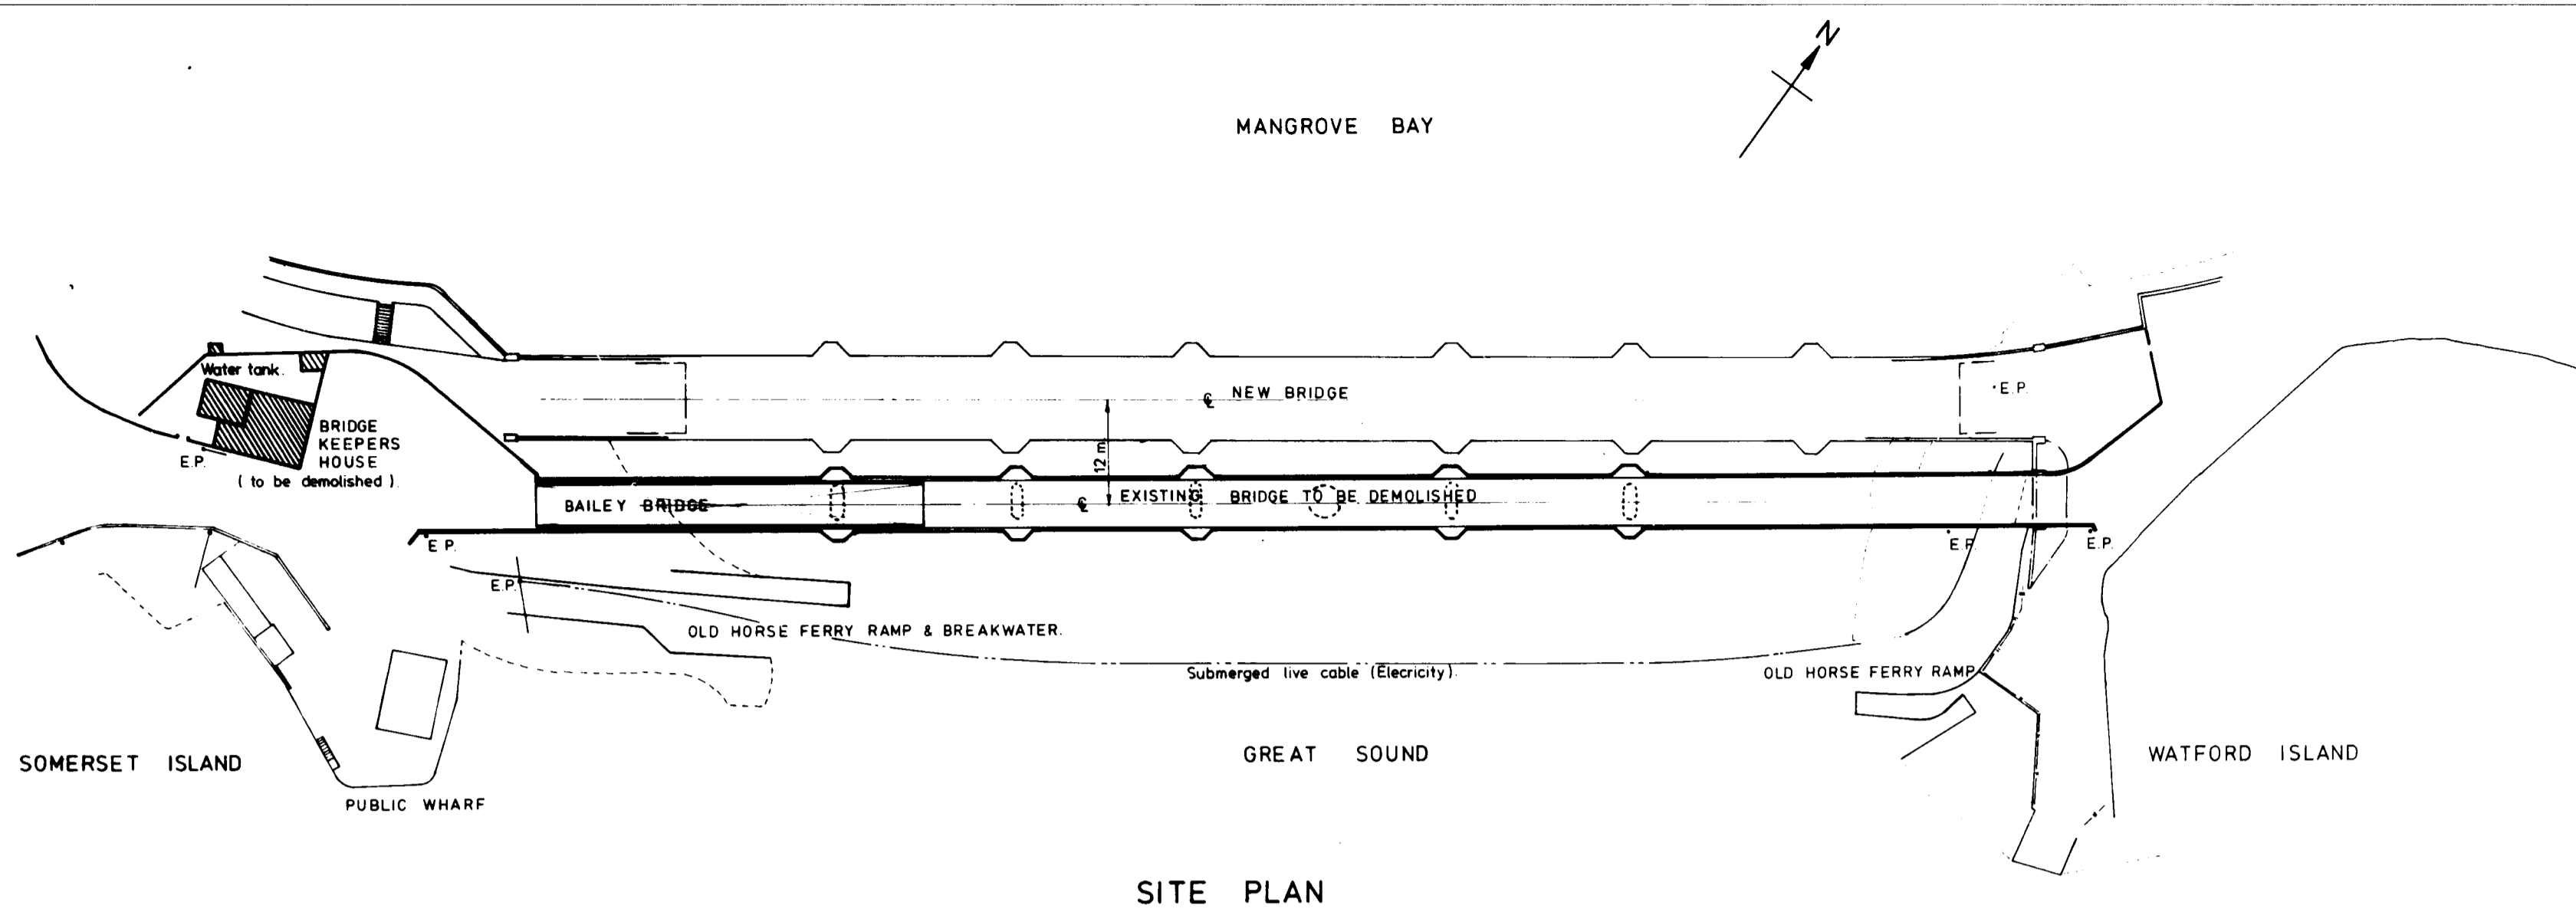 N
MANGROVE BAY
Water tank.
BRIDGE
KEEPERS
HOUSE
( to be demolished ).
E.P.
℄ NEW BRIDGE
E.P.
12 m
BAILEY BRIDGE
℄ EXISTING BRIDGE TO BE DEMOLISHED
E P.
E.P.
E.P.
E.P.
OLD HORSE FERRY RAMP & BREAKWATER.
Submerged live cable (Elecricity).
OLD HORSE FERRY RAMP
SOMERSET ISLAND
GREAT SOUND
WATFORD ISLAND
PUBLIC WHARF
SITE PLAN